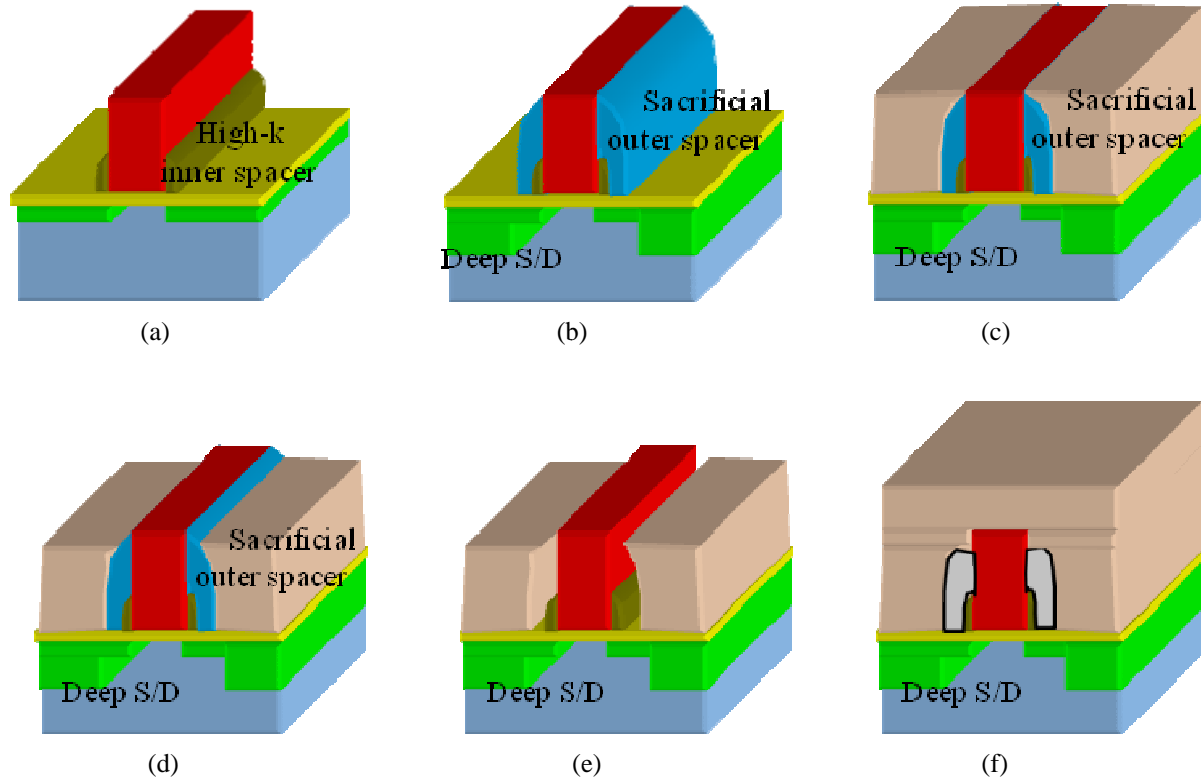 High-k
inner spacer
(a)
Sacrificial
outer spacer
Deep S/D
(b)
Sacrificial
outer spacer
Deep S/D
(c)
Sacrificial
outer spacer
Deep S/D
(d)
Deep S/D
(e)
Deep S/D
(f)